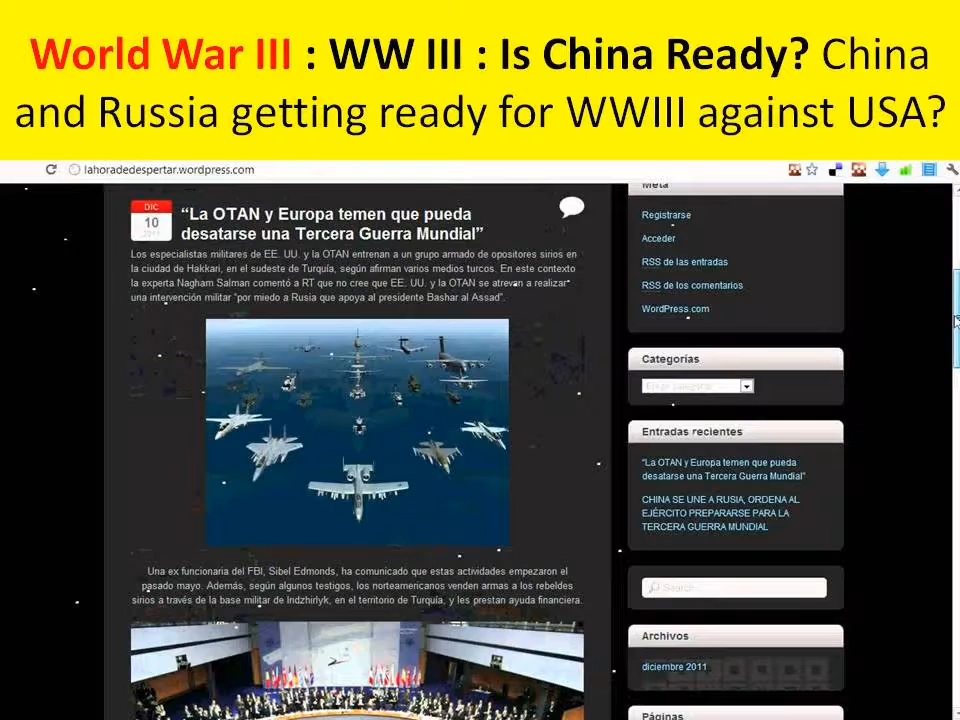 World War III : WW III : Is China Ready? China
and Russia getting ready for WWIII against USA?
lahoradedespertar.wordpress.com
DIC
10
2011
“La OTAN y Europa temen que pueda
desatarse una Tercera Guerra Mundial”
Los especialistas militares de EE. UU. y la OTAN entrenan a un grupo armado de opositores sirios en
la ciudad de Hakkari, en el sudeste de Turquía, según afirman varios medios turcos. En este contexto
la experta Nagham Salman comentó a RT que no cree que EE. UU. y la OTAN se atrevan a realizar
una intervención militar “por miedo a Rusia que apoya al presidente Bashar al Assad”.
Una ex funcionaria del FBI, Sibel Edmonds, ha comunicado que estas actividades empezaron el
pasado mayo. Además, según algunos testigos, los norteamericanos venden armas a los rebeldes
sirios a través de la base militar de Indzhirlyk, en el territorio de Turquía, y les prestan ayuda financiera.
Meta
Registrarse
Acceder
RSS de las entradas
RSS de los comentarios
WordPress.com
Categorías
Elegir categoría
Entradas recientes
“La OTAN y Europa temen que pueda
desatarse una Tercera Guerra Mundial”
CHINA SE UNE A RUSIA, ORDENA AL
EJÉRCITO PREPARARSE PARA LA
TERCERA GUERRA MUNDIAL
Search
Archivos
diciembre 2011
Páginas